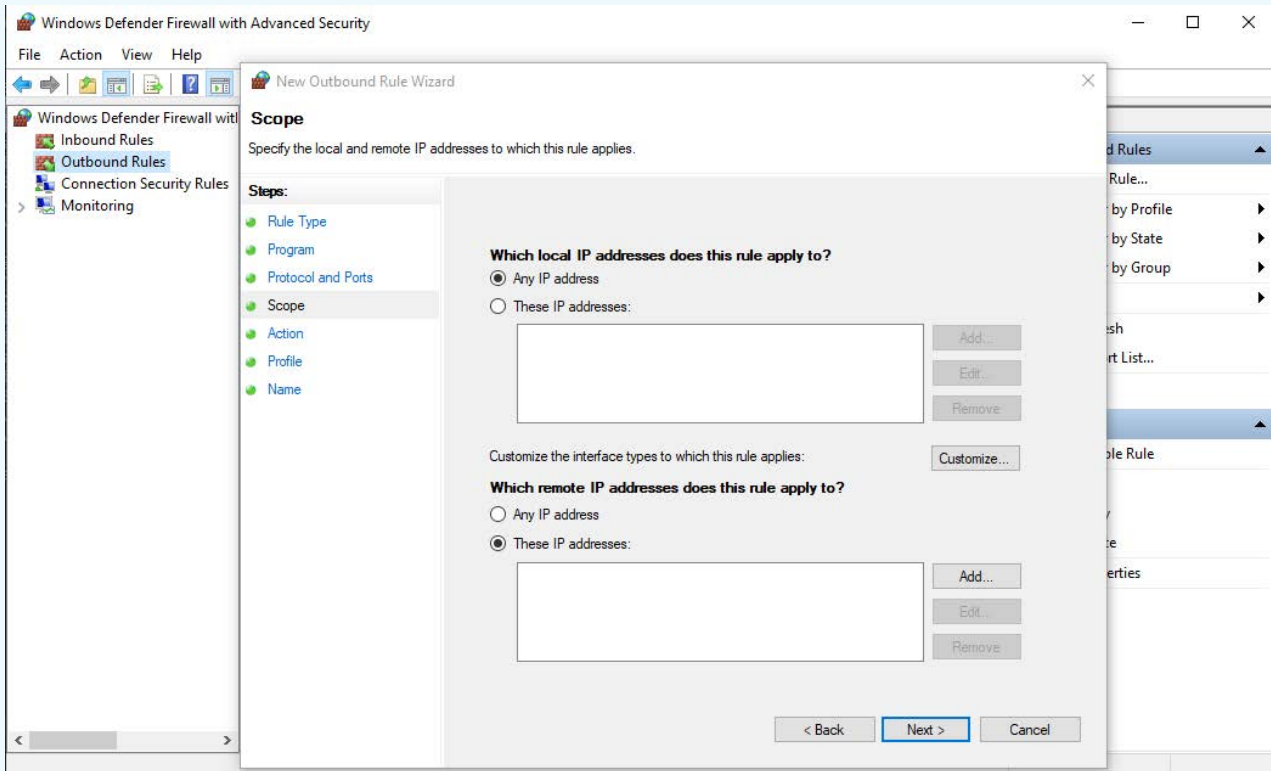 Windows Defender Firewall with Advanced Security
File Action View Help
New Outbound Rule Wizard
Windows Defender Firewall with
Inbound Rules
Outbound Rules
Connection Security Rules
Monitoring
Scope
Specify the local and remote IP addresses to which this rule applies.
Steps:
Rule Type
Program
Protocol and Ports
Scope
Action
Profile
Name
Which local IP addresses does this rule apply to?
Any IP address
These IP addresses:
Add...
Edit...
Remove
Customize the interface types to which this rule applies:
Customize...
Which remote IP addresses does this rule apply to?
Any IP address
These IP addresses:
Add...
Edit...
Remove
< Back
Next >
Cancel
d Rules
Rule...
by Profile
by State
by Group
esh
rt List...
ble Rule
erties